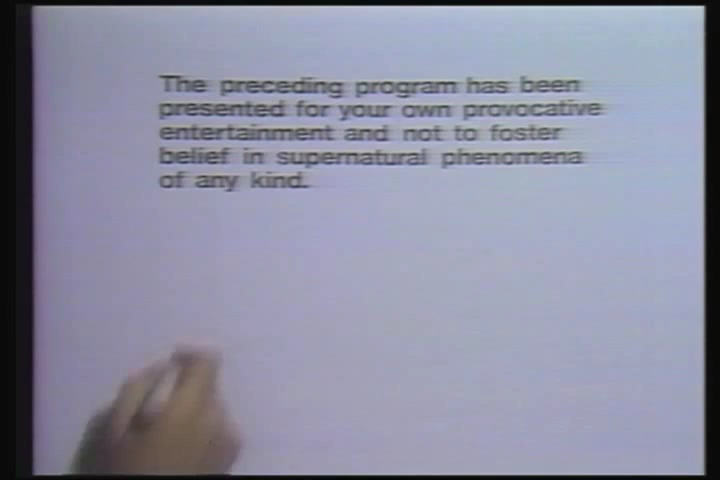 The preceding program has been
presented for your own provocative
entertainment and not to foster
belief in supernatural phenomena
of any kind.